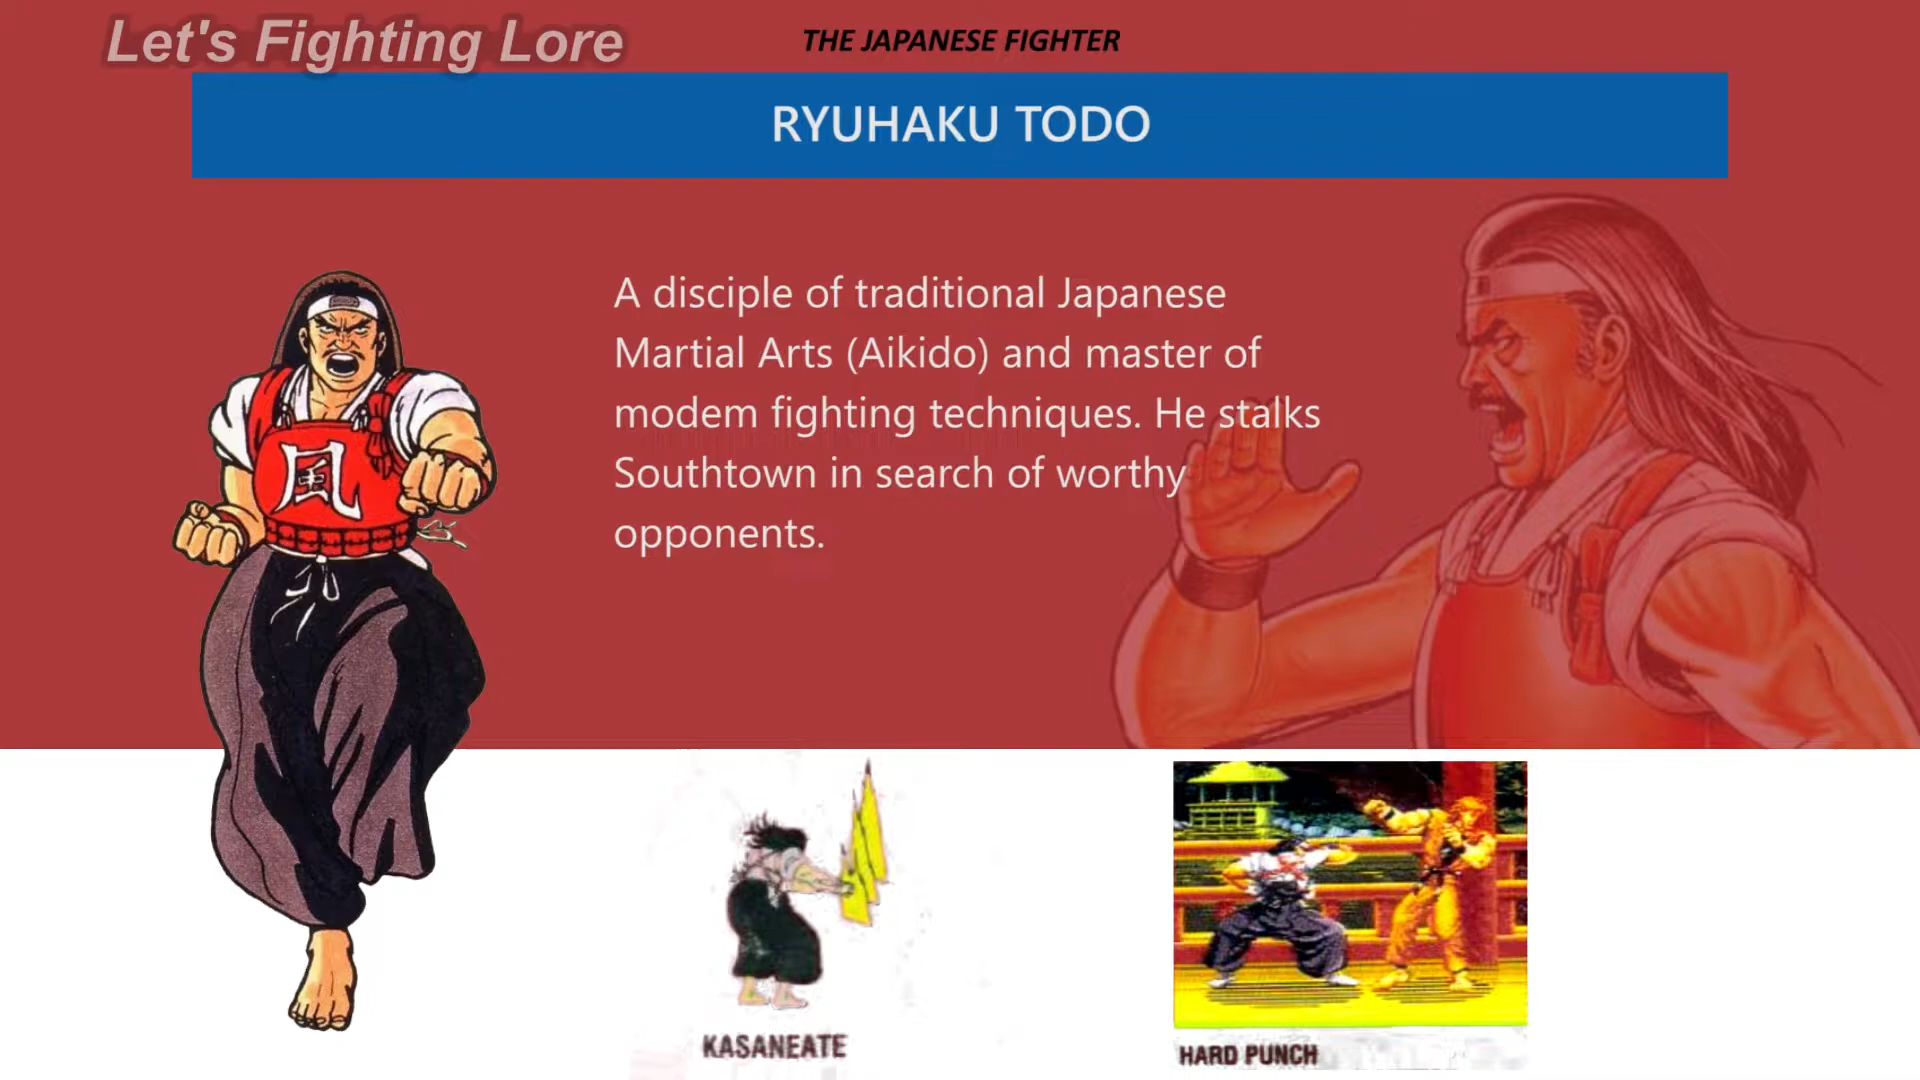 Let's Fighting Lore
THE JAPANESE FIGHTER
RYUHAKU TODO
A disciple of traditional Japanese
Martial Arts (Aikido) and master of
modem fighting techniques. He stalks
Southtown in search of worthy
opponents.
風
KASANEATE
HARD PUNCH